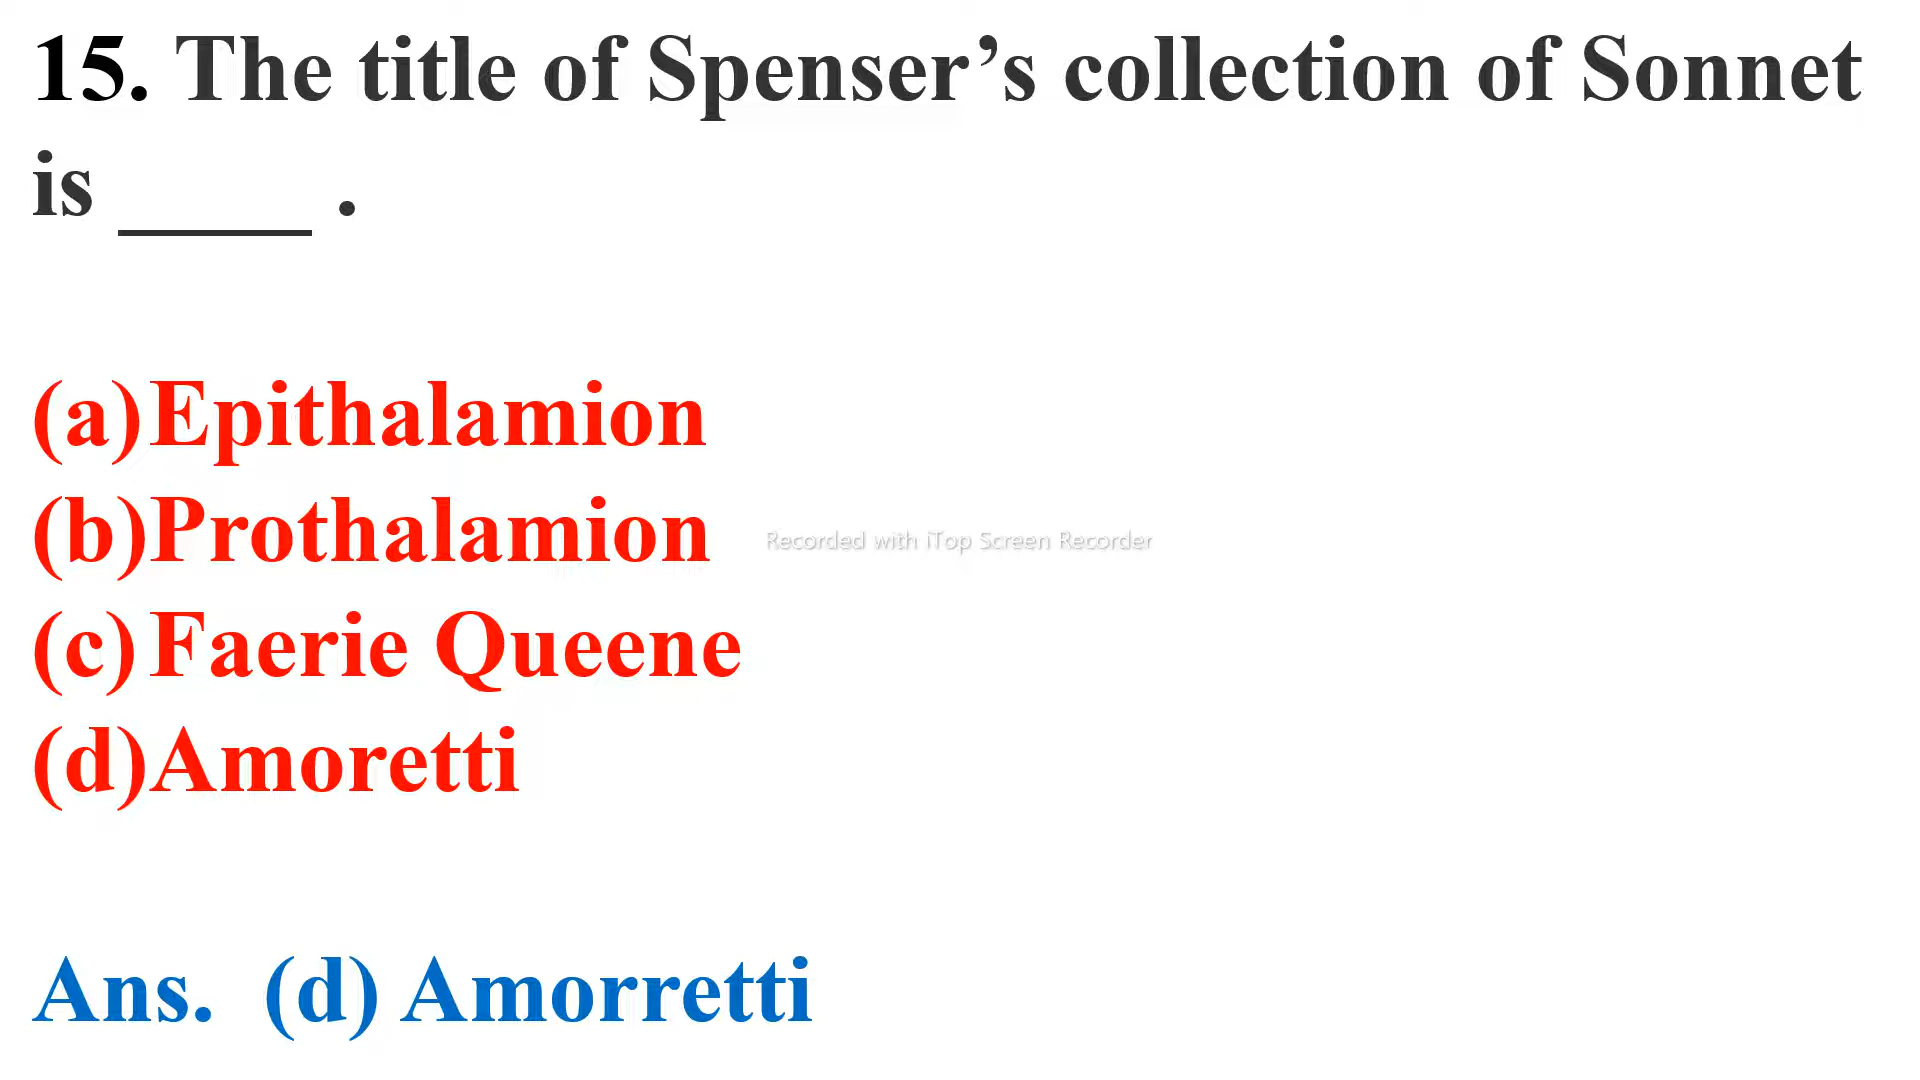 15. The title of Spenser’s collection of Sonnet
is _____ .
(a) Epithalamion
(b) Prothalamion
Recorded with iTop Screen Recorder
(c) Faerie Queene
(d) Amoretti
Ans. (d) Amorretti